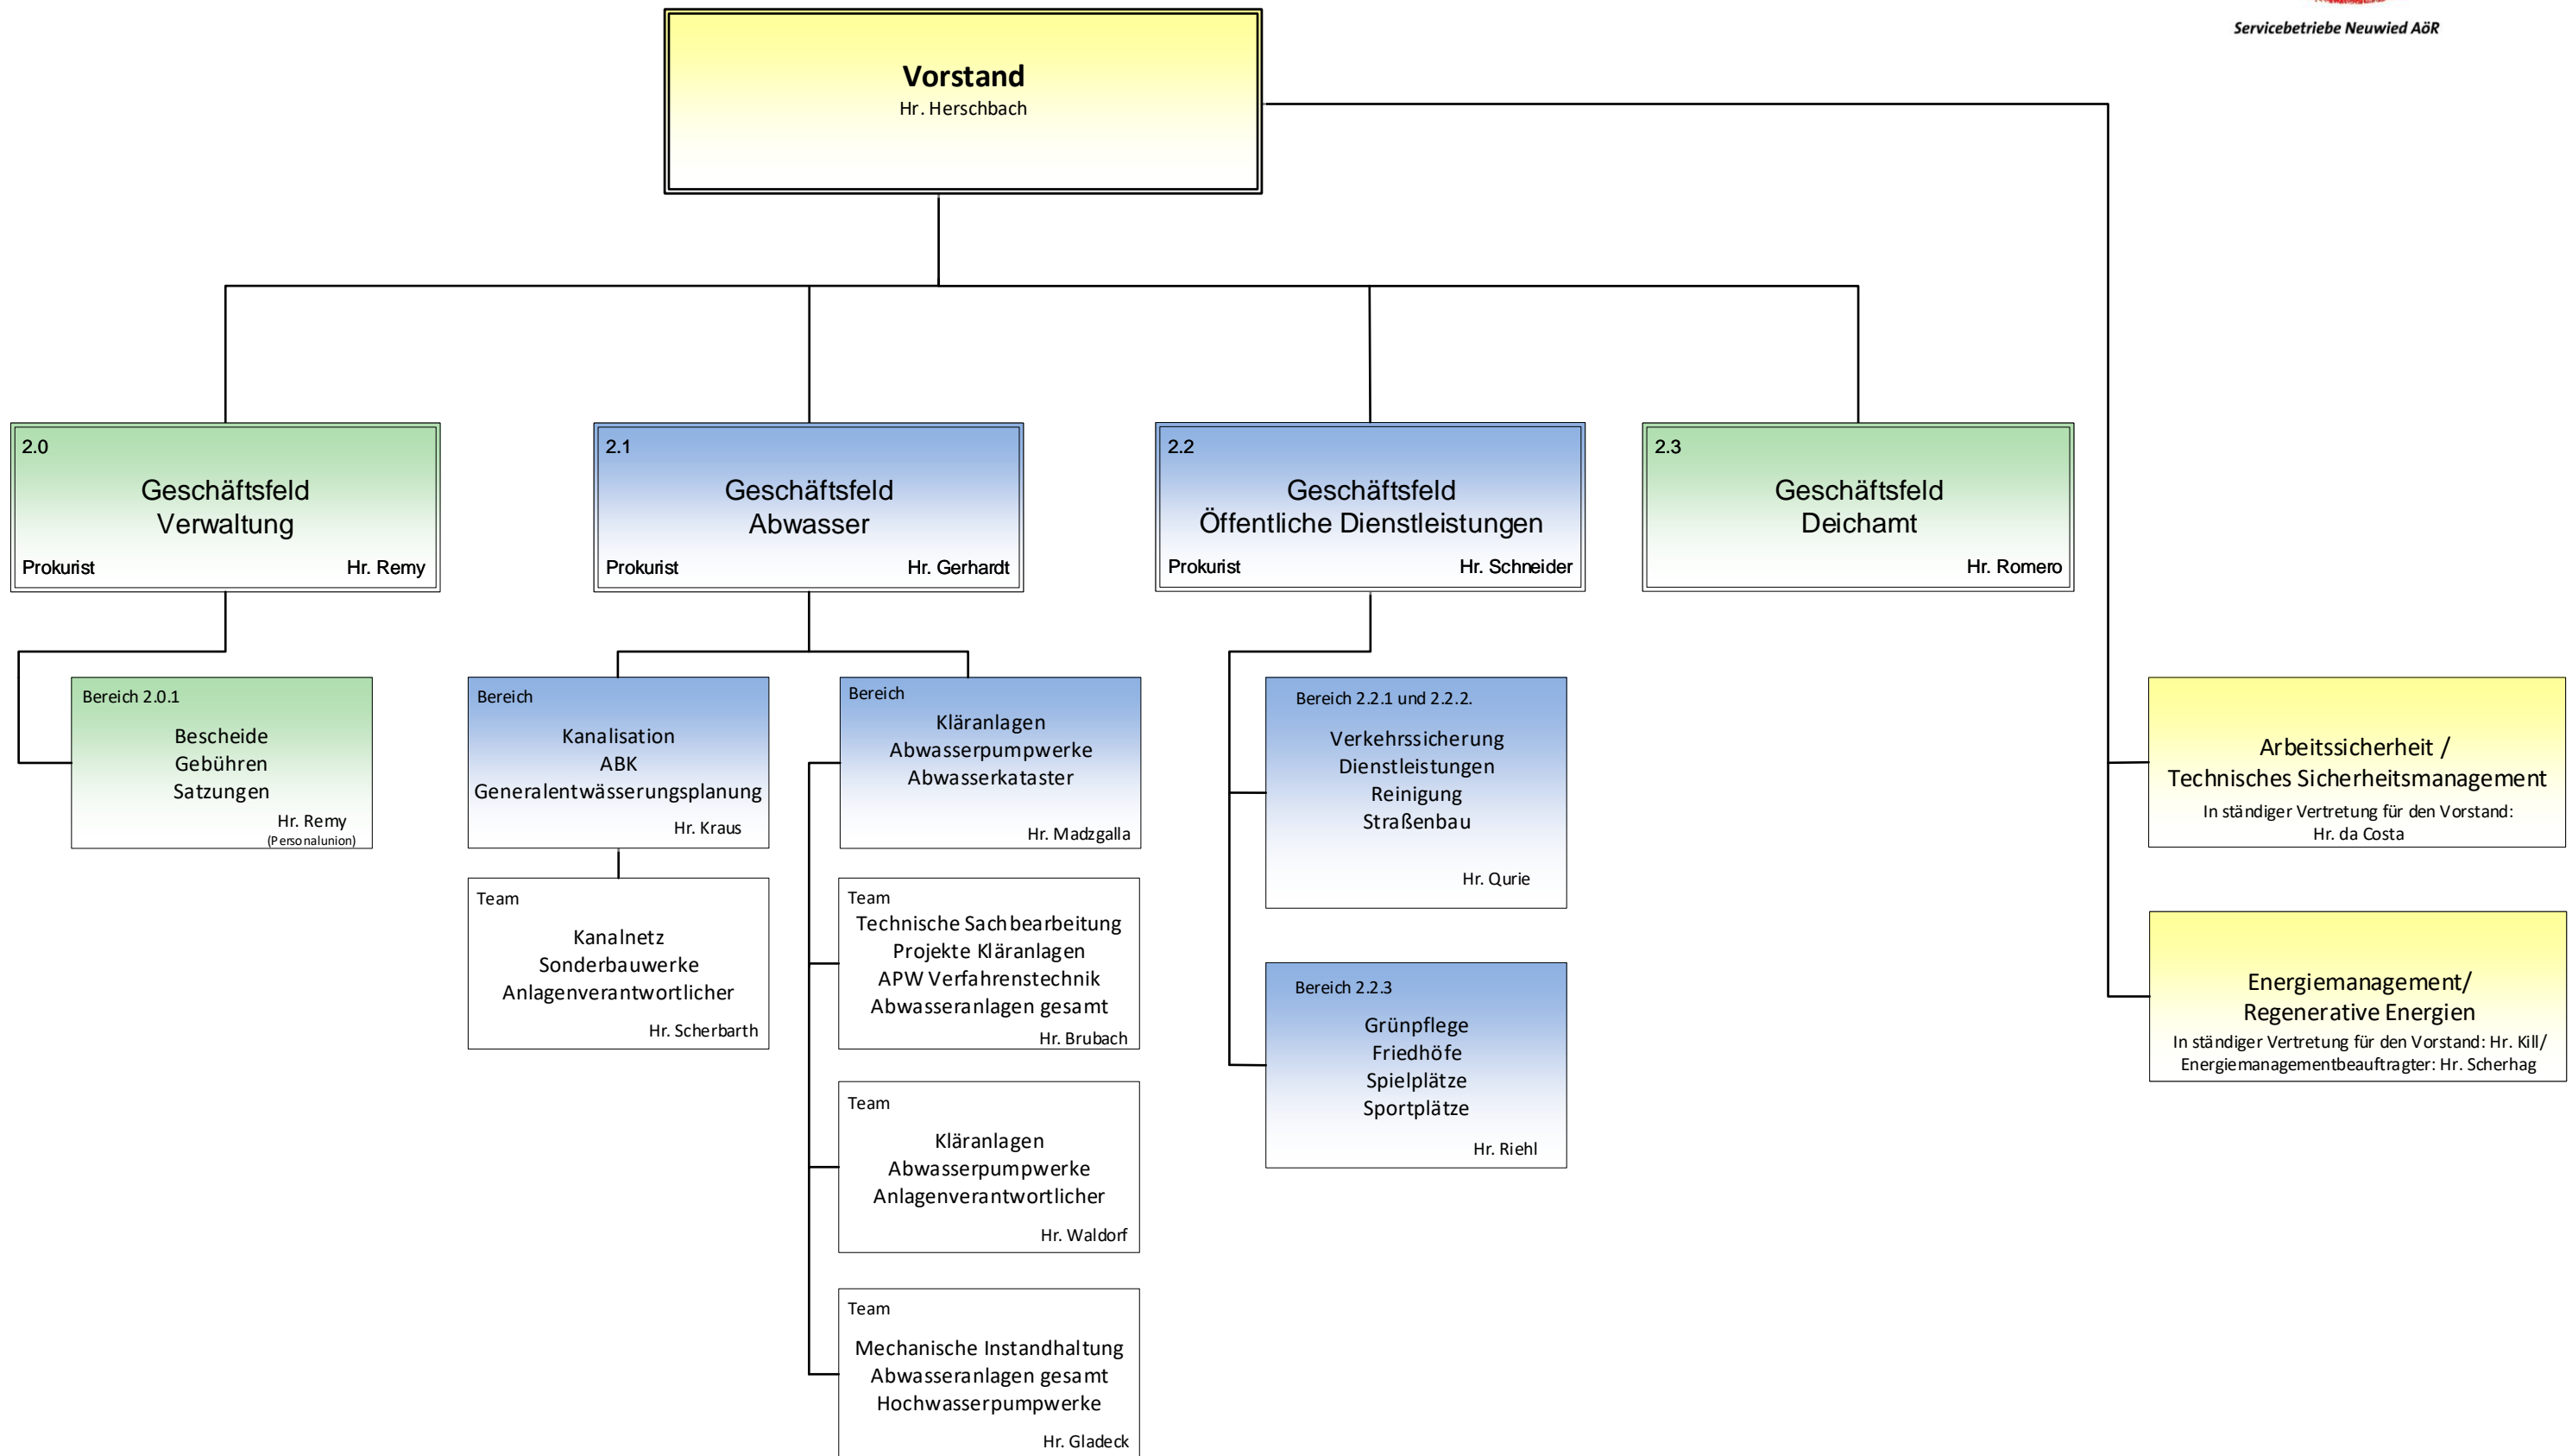 Servicebetriebe Neuwied AöR
Vorstand
Hr. Herschbach
2.0
Geschäftsfeld
Verwaltung
Prokurist Hr. Remy
2.1
Geschäftsfeld
Abwasser
Prokurist Hr. Gerhardt
2.2
Geschäftsfeld
Öffentliche Dienstleistungen
Prokurist Hr. Schneider
2.3
Geschäftsfeld
Deichamt
Hr. Romero
Bereich 2.0.1
Bescheide
Gebühren
Satzungen
Hr. Remy
(Personalunion)
Bereich
Kanalisation
ABK
Generalentwässerungsplanung
Hr. Kraus
Team
Kanalnetz
Sonderbauwerke
Anlagenverantwortlicher
Hr. Scherbarth
Bereich
Kläranlagen
Abwasserpumpwerke
Abwasserkataster
Hr. Madzgalla
Team
Technische Sachbearbeitung
Projekte Kläranlagen
APW Verfahrenstechnik
Abwasseranlagen gesamt
Hr. Brubach
Team
Kläranlagen
Abwasserpumpwerke
Anlagenverantwortlicher
Hr. Waldorf
Team
Mechanische Instandhaltung
Abwasseranlagen gesamt
Hochwasserpumpwerke
Hr. Gladeck
Bereich 2.2.1 und 2.2.2.
Verkehrssicherung
Dienstleistungen
Reinigung
Straßenbau
Hr. Qurie
Bereich 2.2.3
Grünpflege
Friedhöfe
Spielplätze
Sportplätze
Hr. Riehl
Arbeitssicherheit /
Technisches Sicherheitsmanagement
In ständiger Vertretung für den Vorstand:
Hr. da Costa
Energiemanagement/
Regenerative Energien
In ständiger Vertretung für den Vorstand: Hr. Kill/
Energiemanagementbeauftragter: Hr. Scherhag